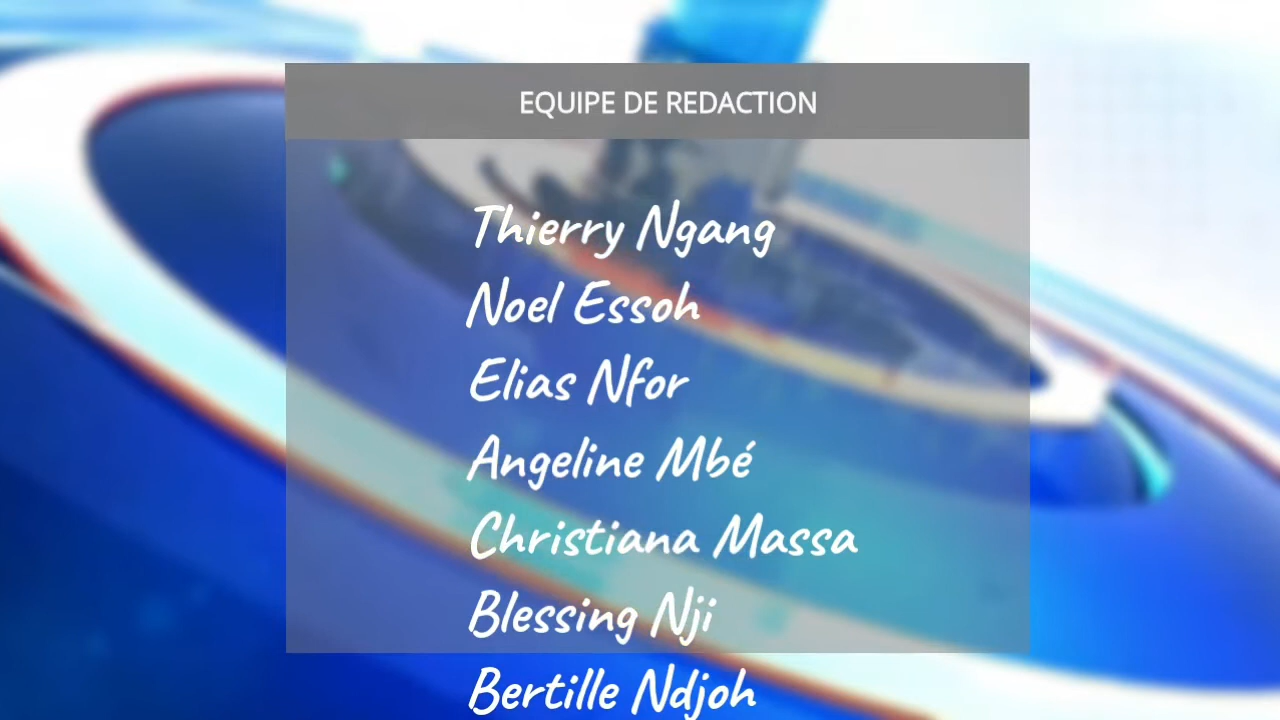 EQUIPE DE REDACTION
Thierry Ngang
Noel Essoh
Elias Nfor
Angeline Mbé
Christiana Massa
Blessing Nji
Bertille Ndjoh